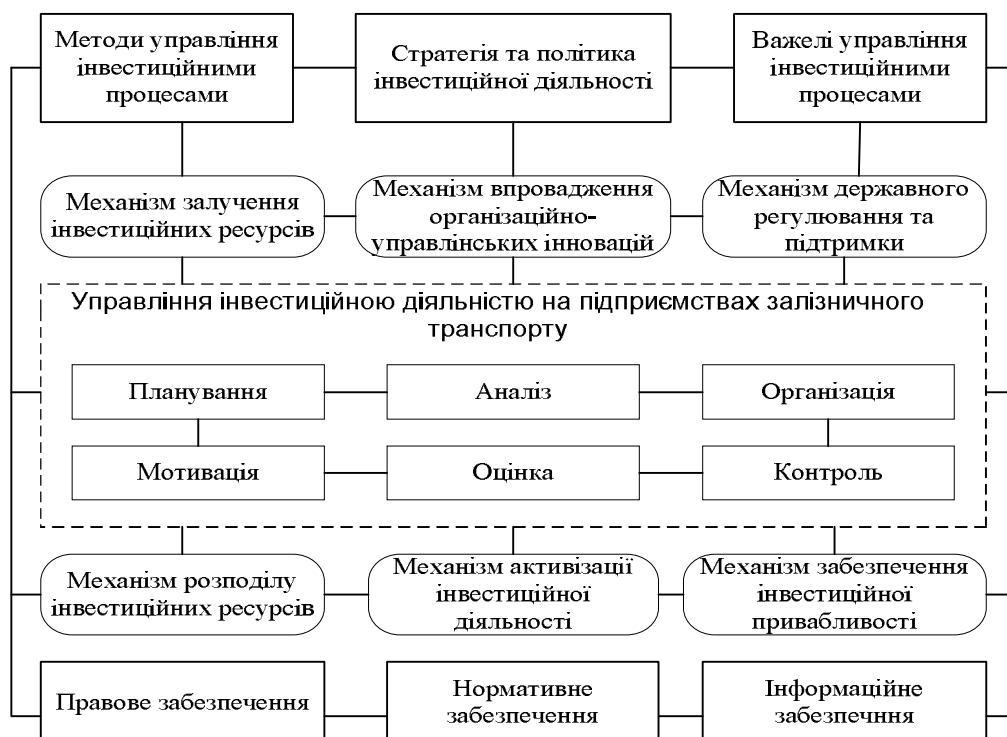 Методи управління
інвестиційними
процесами
Стратегія та політика
інвестиційної діяльності
Важелі управління
інвестиційними
процесами
Механізм залучення
інвестиційних ресурсів
Механізм впровадження
організаційно-
управлінських інновацій
Механізм державного
регулювання та
підтримки
Управління інвестиційною діяльністю на підприємствах залізничного
транспорту
Планування
Аналіз
Організація
Мотивація
Оцінка
Контроль
Механізм розподілу
інвестиційних ресурсів
Механізм активізації
інвестиційної
діяльності
Механізм забезпечення
інвестиційної
привабливості
Правове забезпечення
Нормативне
забезпечення
Інформаційне
забезпечння